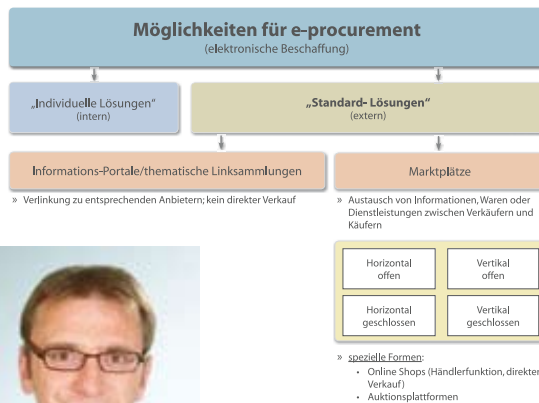 Möglichkeiten für e-procurement
(elektronische Beschaffung)
„Individuelle Lösungen“
(intern)
„Standard- Lösungen“
(extern)
Informations-Portale/thematische Linksammlungen
» Verlinkung zu entsprechenden Anbietern; kein direkter Verkauf
Marktplätze
» Austausch von Informationen, Waren oder
Dienstleistungen zwischen Verkäufern und
Käufern
Horizontal
offen
Vertikal
offen
Horizontal
geschlossen
Vertikal
geschlossen
» spezielle Formen:
• Online Shops (Händlerfunktion, direkter
Verkauf)
• Auktionsplattformen